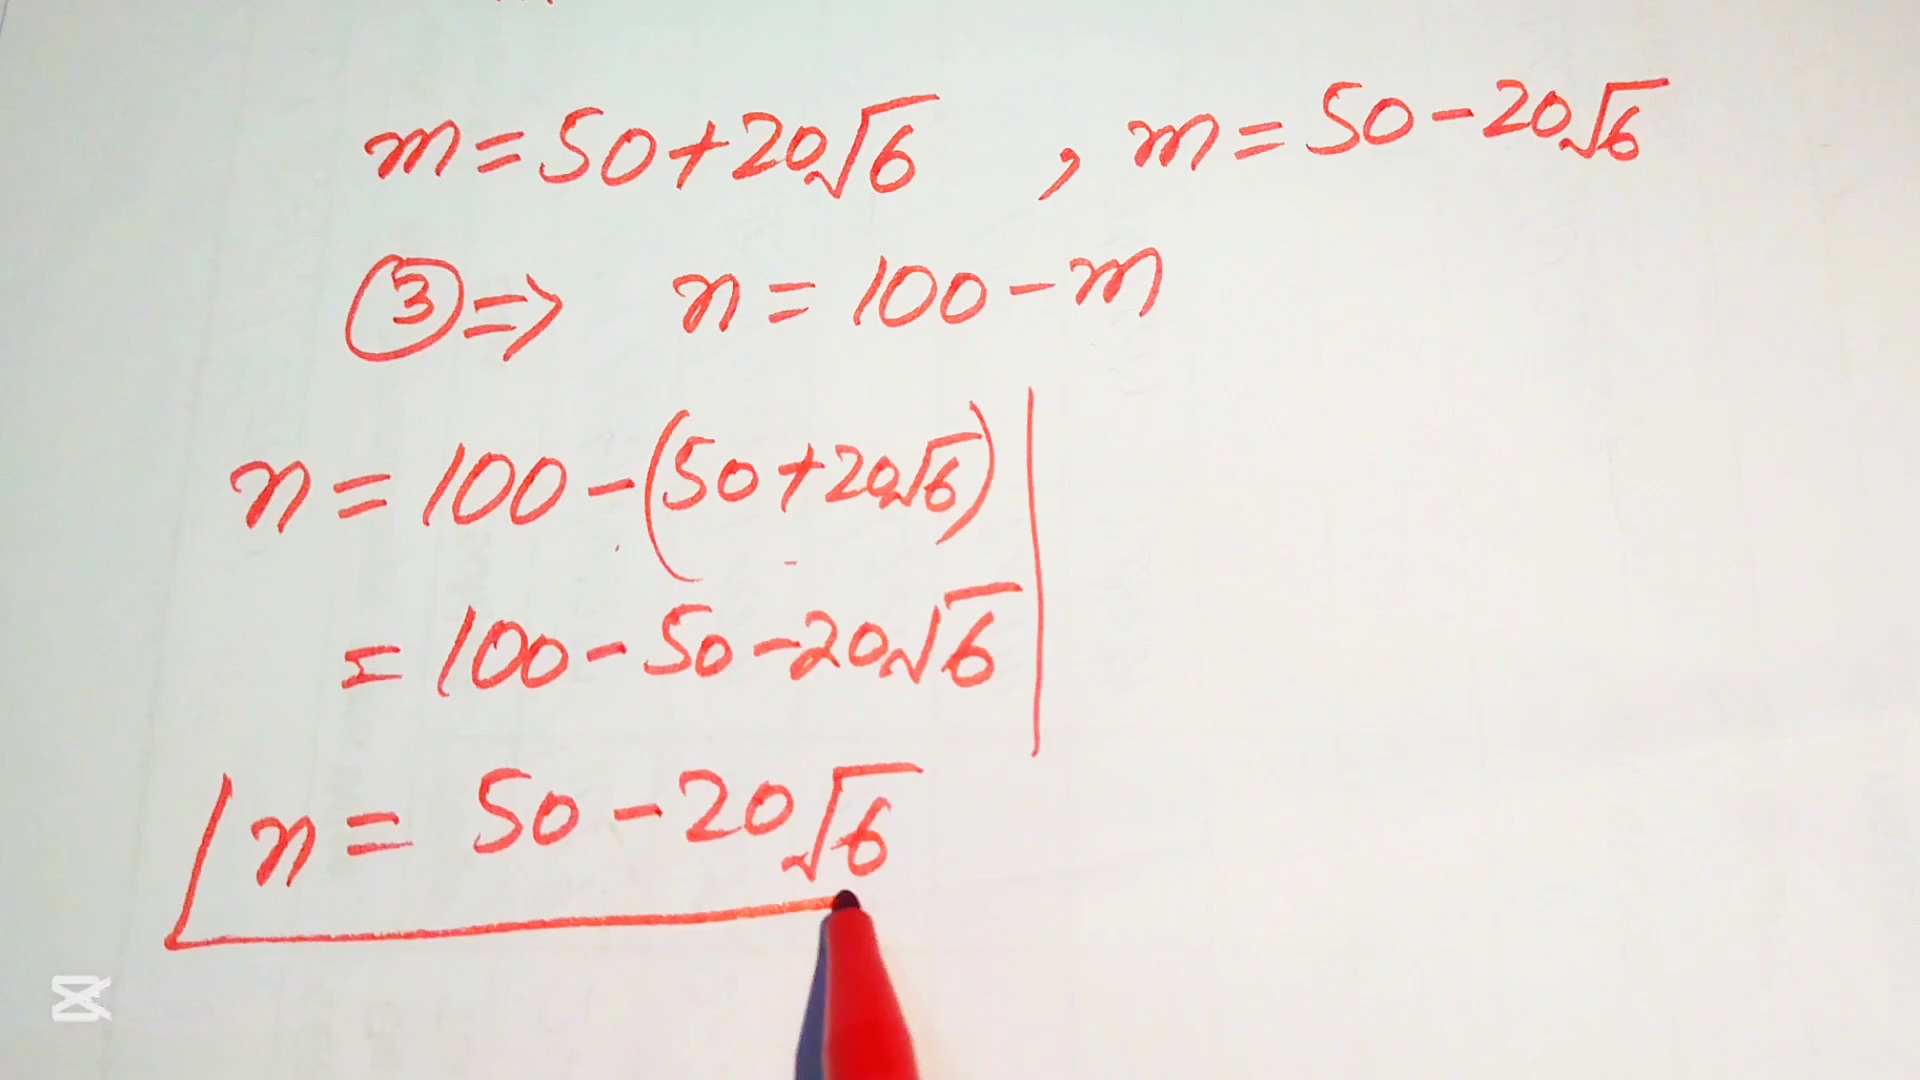 m = 50 + 20√6 , m = 50 - 20√6
③ => n = 100 - m
n = 100 - (50 + 20√6)
= 100 - 50 - 20√6
n = 50 - 20√6